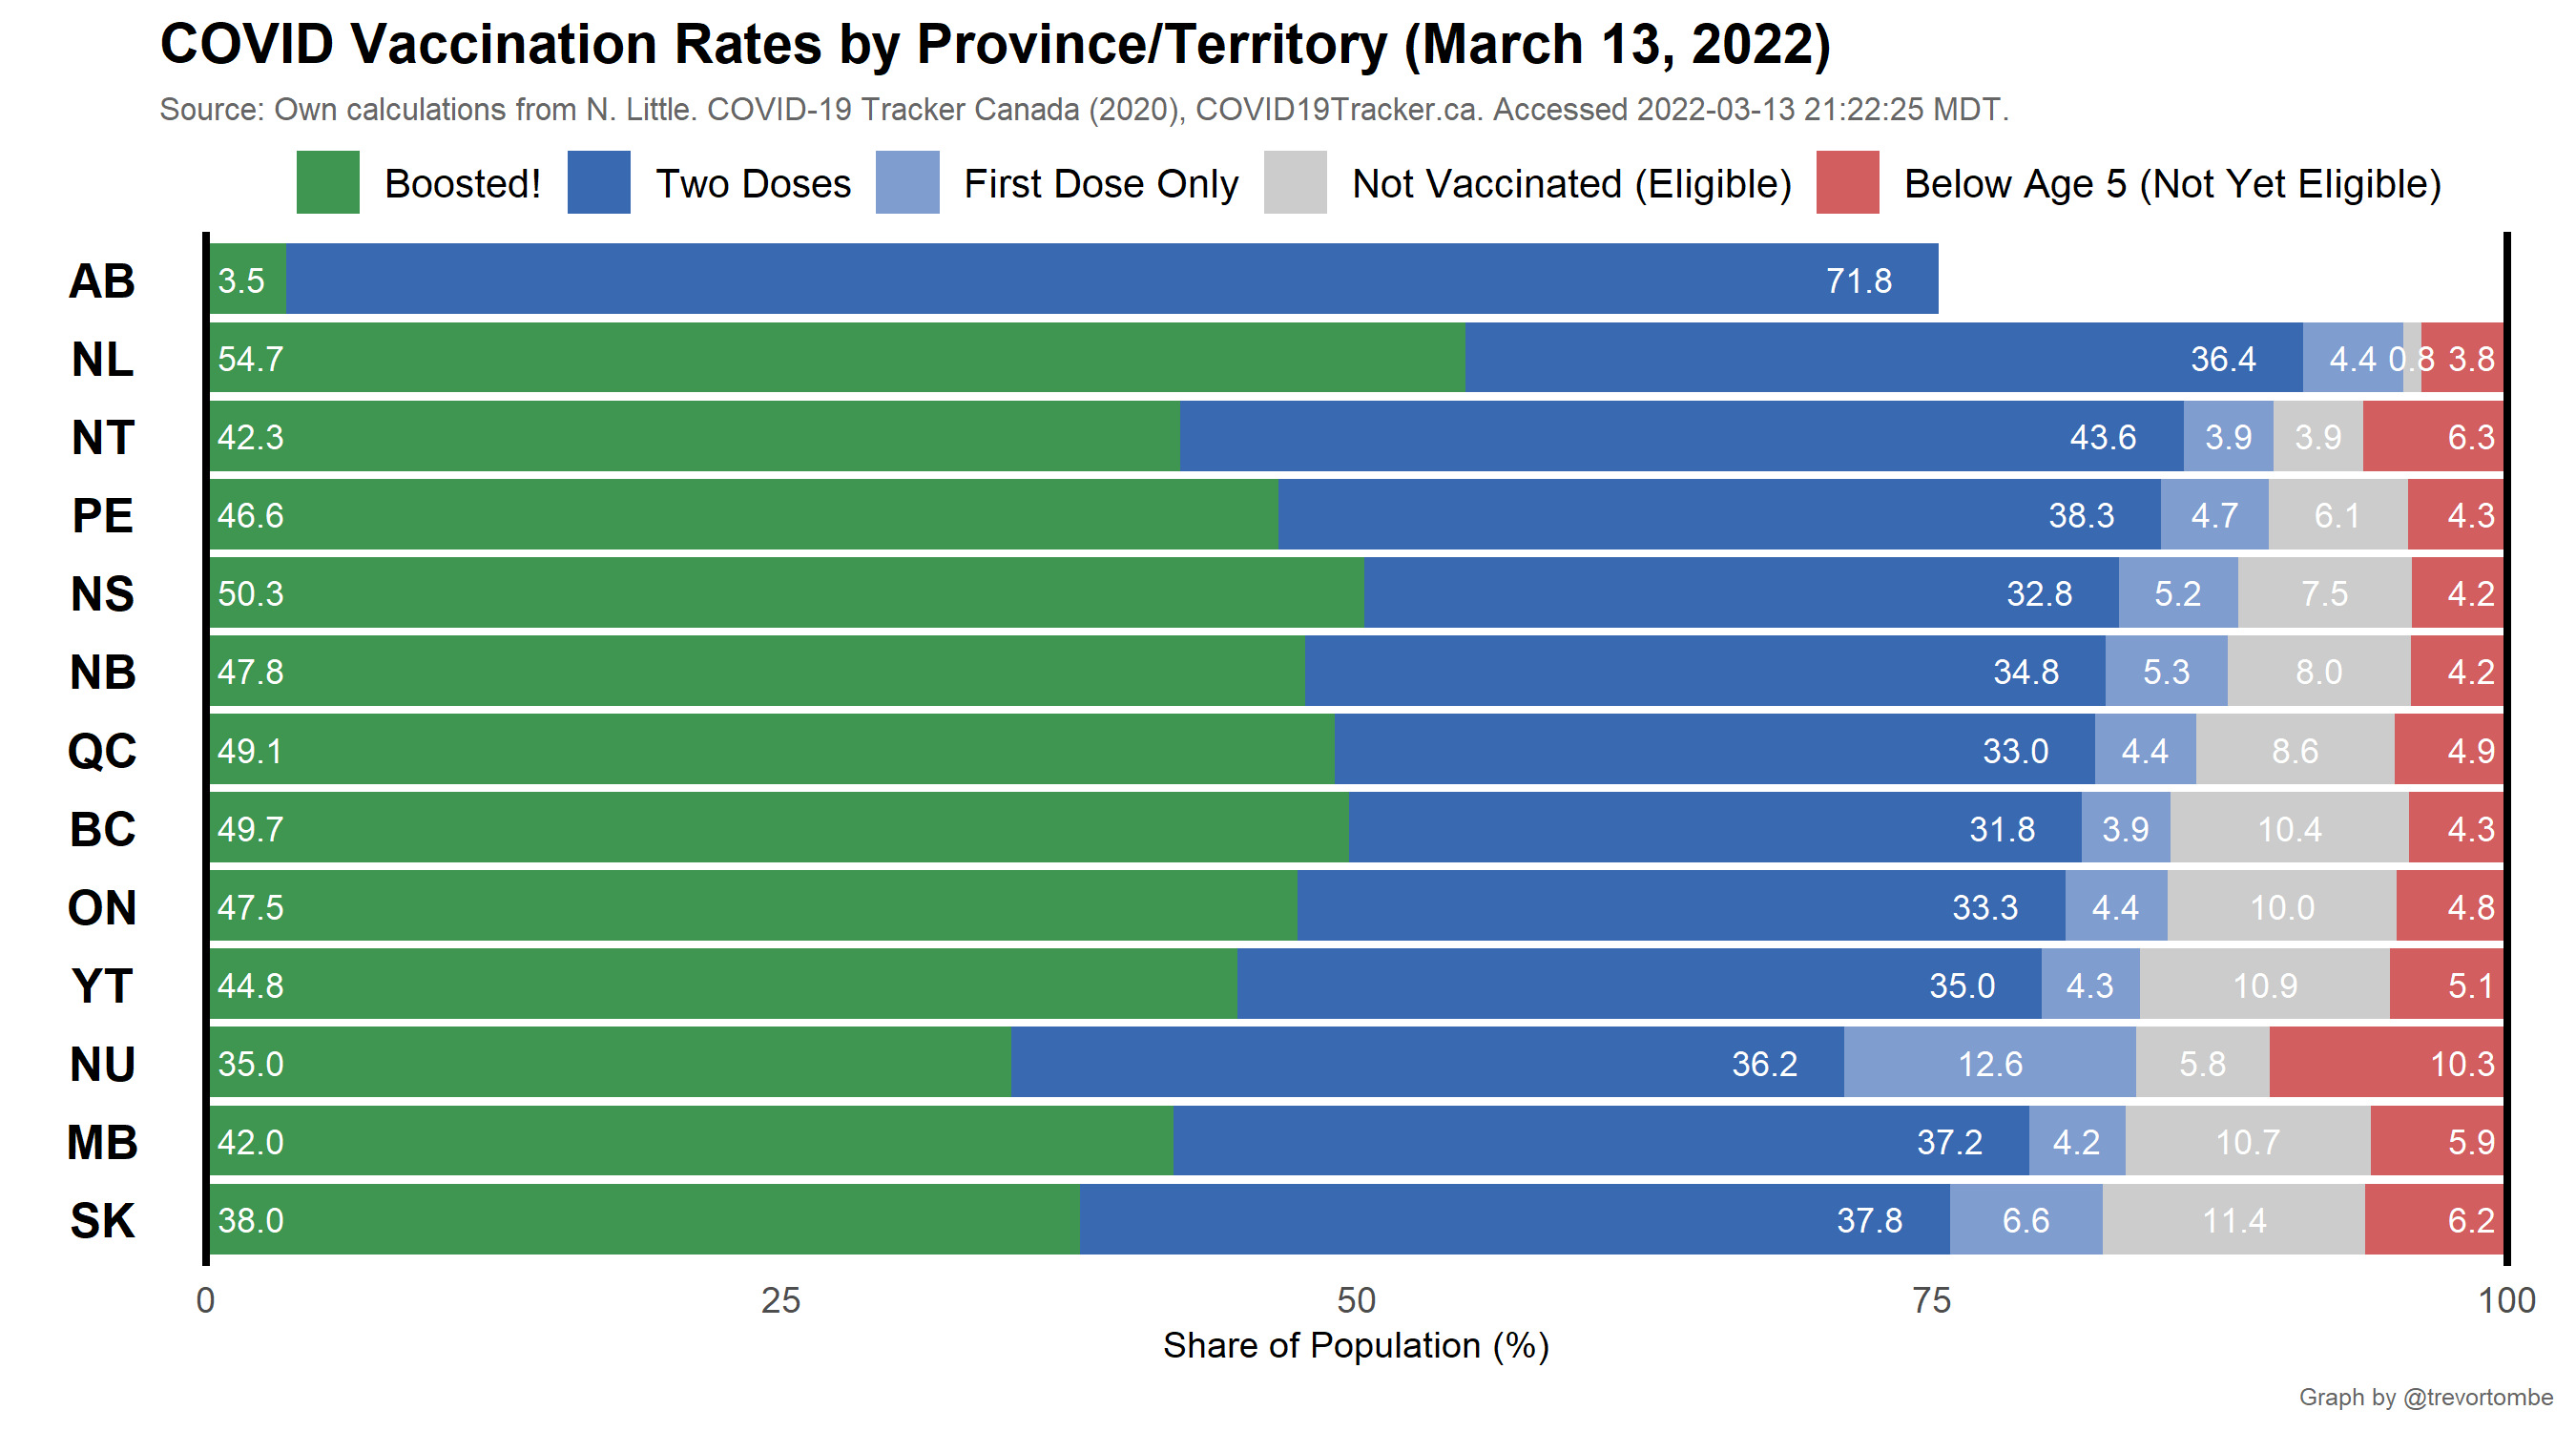 COVID Vaccination Rates by Province/Territory (March 13, 2022)
Source: Own calculations from N. Little. COVID-19 Tracker Canada (2020), COVID19Tracker.ca. Accessed 2022-03-13 21:22:25 MDT.
Boosted! Two Doses First Dose Only Not Vaccinated (Eligible) Below Age 5 (Not Yet Eligible)
AB 3.5 71.8
NL 54.7 36.4 4.4 0.8 3.8
NT 42.3 43.6 3.9 3.9 6.3
PE 46.6 38.3 4.7 6.1 4.3
NS 50.3 32.8 5.2 7.5 4.2
NB 47.8 34.8 5.3 8.0 4.2
QC 49.1 33.0 4.4 8.6 4.9
BC 49.7 31.8 3.9 10.4 4.3
ON 47.5 33.3 4.4 10.0 4.8
YT 44.8 35.0 4.3 10.9 5.1
NU 35.0 36.2 12.6 5.8 10.3
MB 42.0 37.2 4.2 10.7 5.9
SK 38.0 37.8 6.6 11.4 6.2
0 25 50 75 100
Share of Population (%)
Graph by @trevortombe